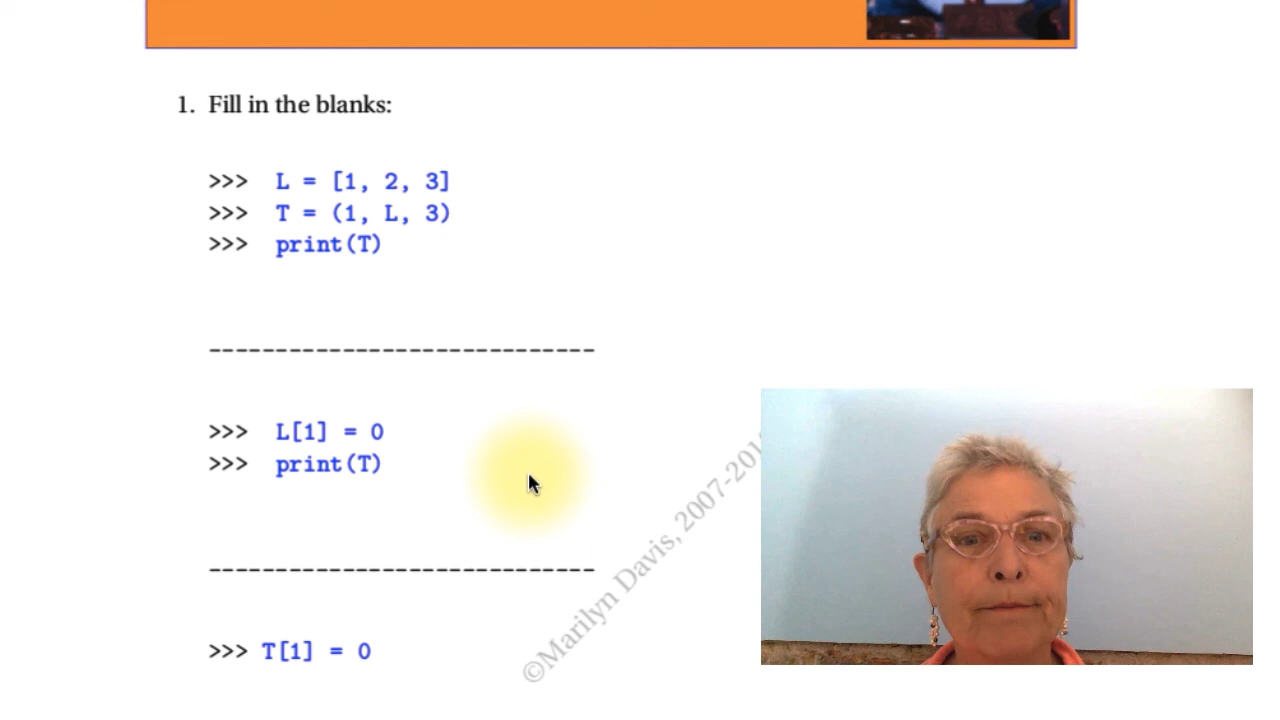 1. Fill in the blanks:
>>> L = [1, 2, 3]
>>> T = (1, L, 3)
>>> print(T)
-----------------------------
>>> L[1] = 0
>>> print(T)
-----------------------------
>>> T[1] = 0
©Marilyn Davis, 2007-201